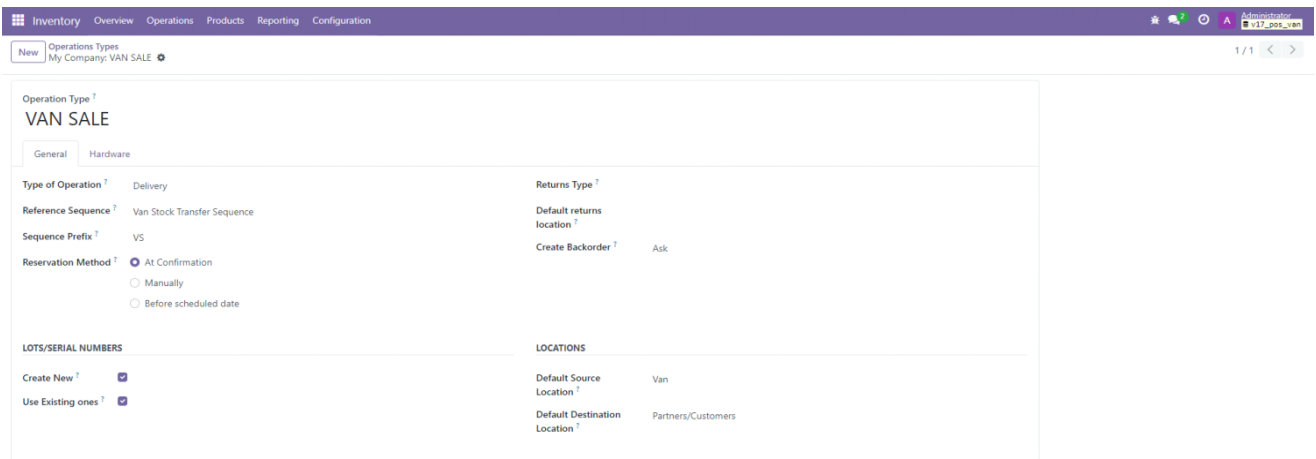 Inventory Overview Operations Products Reporting Configuration
2 A Administrator
v17_pos_van
New Operations Types
My Company: VAN SALE
1 / 1
Operation Type ?
VAN SALE
General Hardware
Type of Operation ? Delivery
Returns Type ?
Reference Sequence ? Van Stock Transfer Sequence
Default returns
location ?
Sequence Prefix ? VS
Create Backorder ? Ask
Reservation Method ? At Confirmation
Manually
Before scheduled date
LOTS/SERIAL NUMBERS
LOCATIONS
Create New ?
Default Source
Location ? Van
Use Existing ones ?
Default Destination
Location ? Partners/Customers